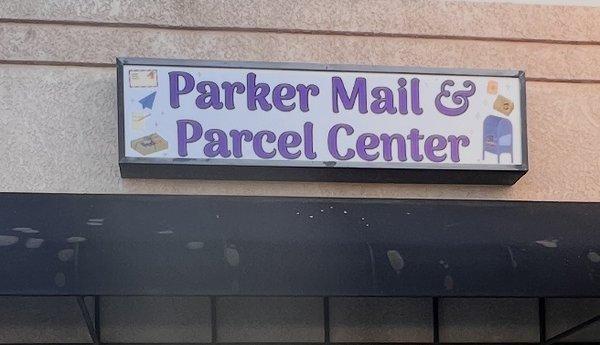 Parker Mail &
Parcel Center